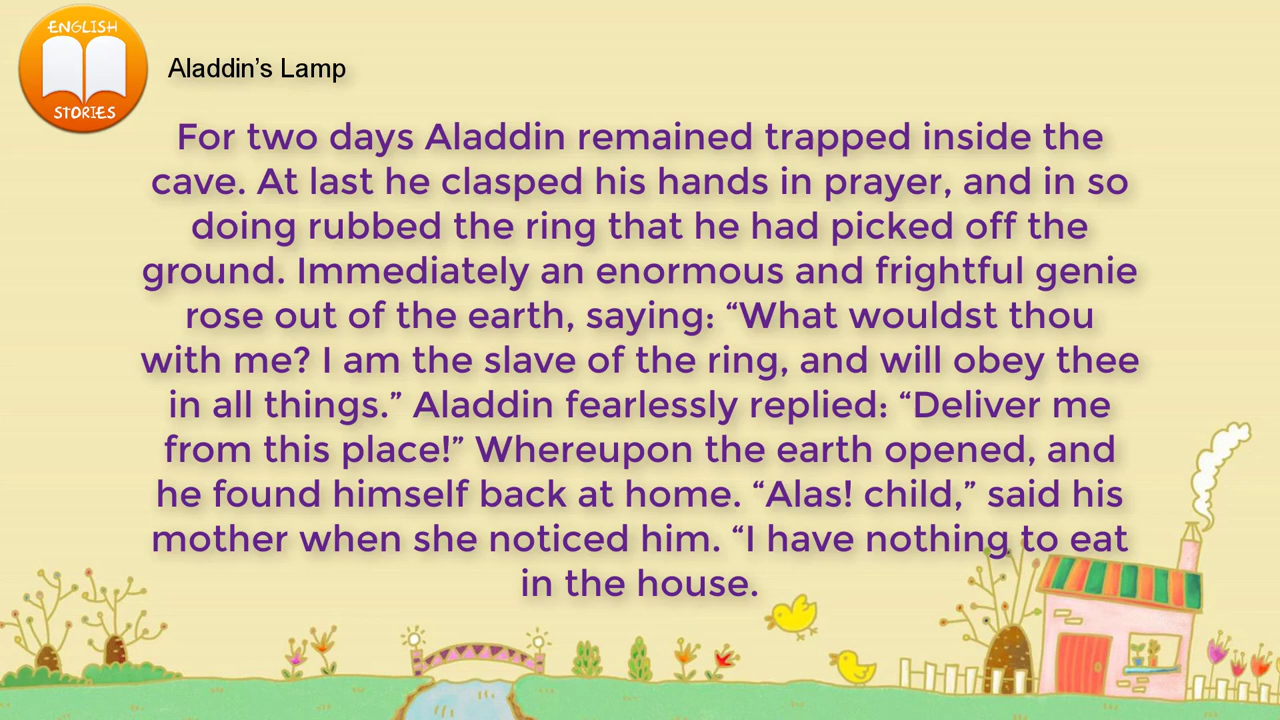 ENGLISH
STORIES
Aladdin’s Lamp
For two days Aladdin remained trapped inside the
cave. At last he clasped his hands in prayer, and in so
doing rubbed the ring that he had picked off the
ground. Immediately an enormous and frightful genie
rose out of the earth, saying: “What wouldst thou
with me? I am the slave of the ring, and will obey thee
in all things.” Aladdin fearlessly replied: “Deliver me
from this place!” Whereupon the earth opened, and
he found himself back at home. “Alas! child,” said his
mother when she noticed him. “I have nothing to eat
in the house.